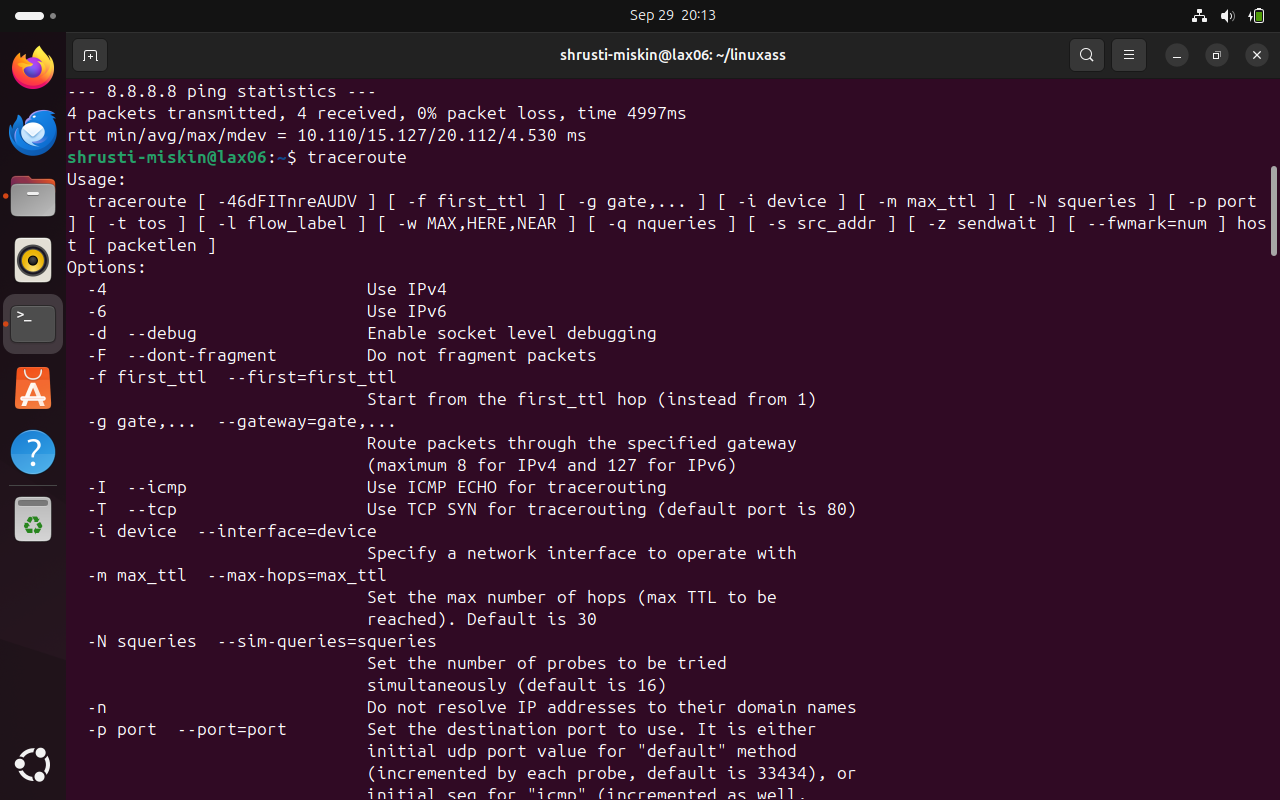 Sep 29 20:13
shrusti-miskin@lax06: ~/linuxass
--- 8.8.8.8 ping statistics ---
4 packets transmitted, 4 received, 0% packet loss, time 4997ms
rtt min/avg/max/mdev = 10.110/15.127/20.112/4.530 ms
shrusti-miskin@lax06:~$ traceroute
Usage:
  traceroute [ -46dFITnreAUDV ] [ -f first_ttl ] [ -g gate,... ] [ -i device ] [ -m max_ttl ] [ -N squeries ] [ -p port
] [ -t tos ] [ -l flow_label ] [ -w MAX,HERE,NEAR ] [ -q nqueries ] [ -s src_addr ] [ -z sendwait ] [ --fwmark=num ] hos
t [ packetlen ]
Options:
  -4                          Use IPv4
  -6                          Use IPv6
  -d  --debug                 Enable socket level debugging
  -F  --dont-fragment         Do not fragment packets
  -f first_ttl  --first=first_ttl
                              Start from the first_ttl hop (instead from 1)
  -g gate,...  --gateway=gate,...
                              Route packets through the specified gateway
                              (maximum 8 for IPv4 and 127 for IPv6)
  -I  --icmp                  Use ICMP ECHO for tracerouting
  -T  --tcp                   Use TCP SYN for tracerouting (default port is 80)
  -i device  --interface=device
                              Specify a network interface to operate with
  -m max_ttl  --max-hops=max_ttl
                              Set the max number of hops (max TTL to be
                              reached). Default is 30
  -N squeries  --sim-queries=squeries
                              Set the number of probes to be tried
                              simultaneously (default is 16)
  -n                          Do not resolve IP addresses to their domain names
  -p port  --port=port        Set the destination port to use. It is either
                              initial udp port value for "default" method
                              (incremented by each probe, default is 33434), or
                              initial seq for "icmp" (incremented as well,